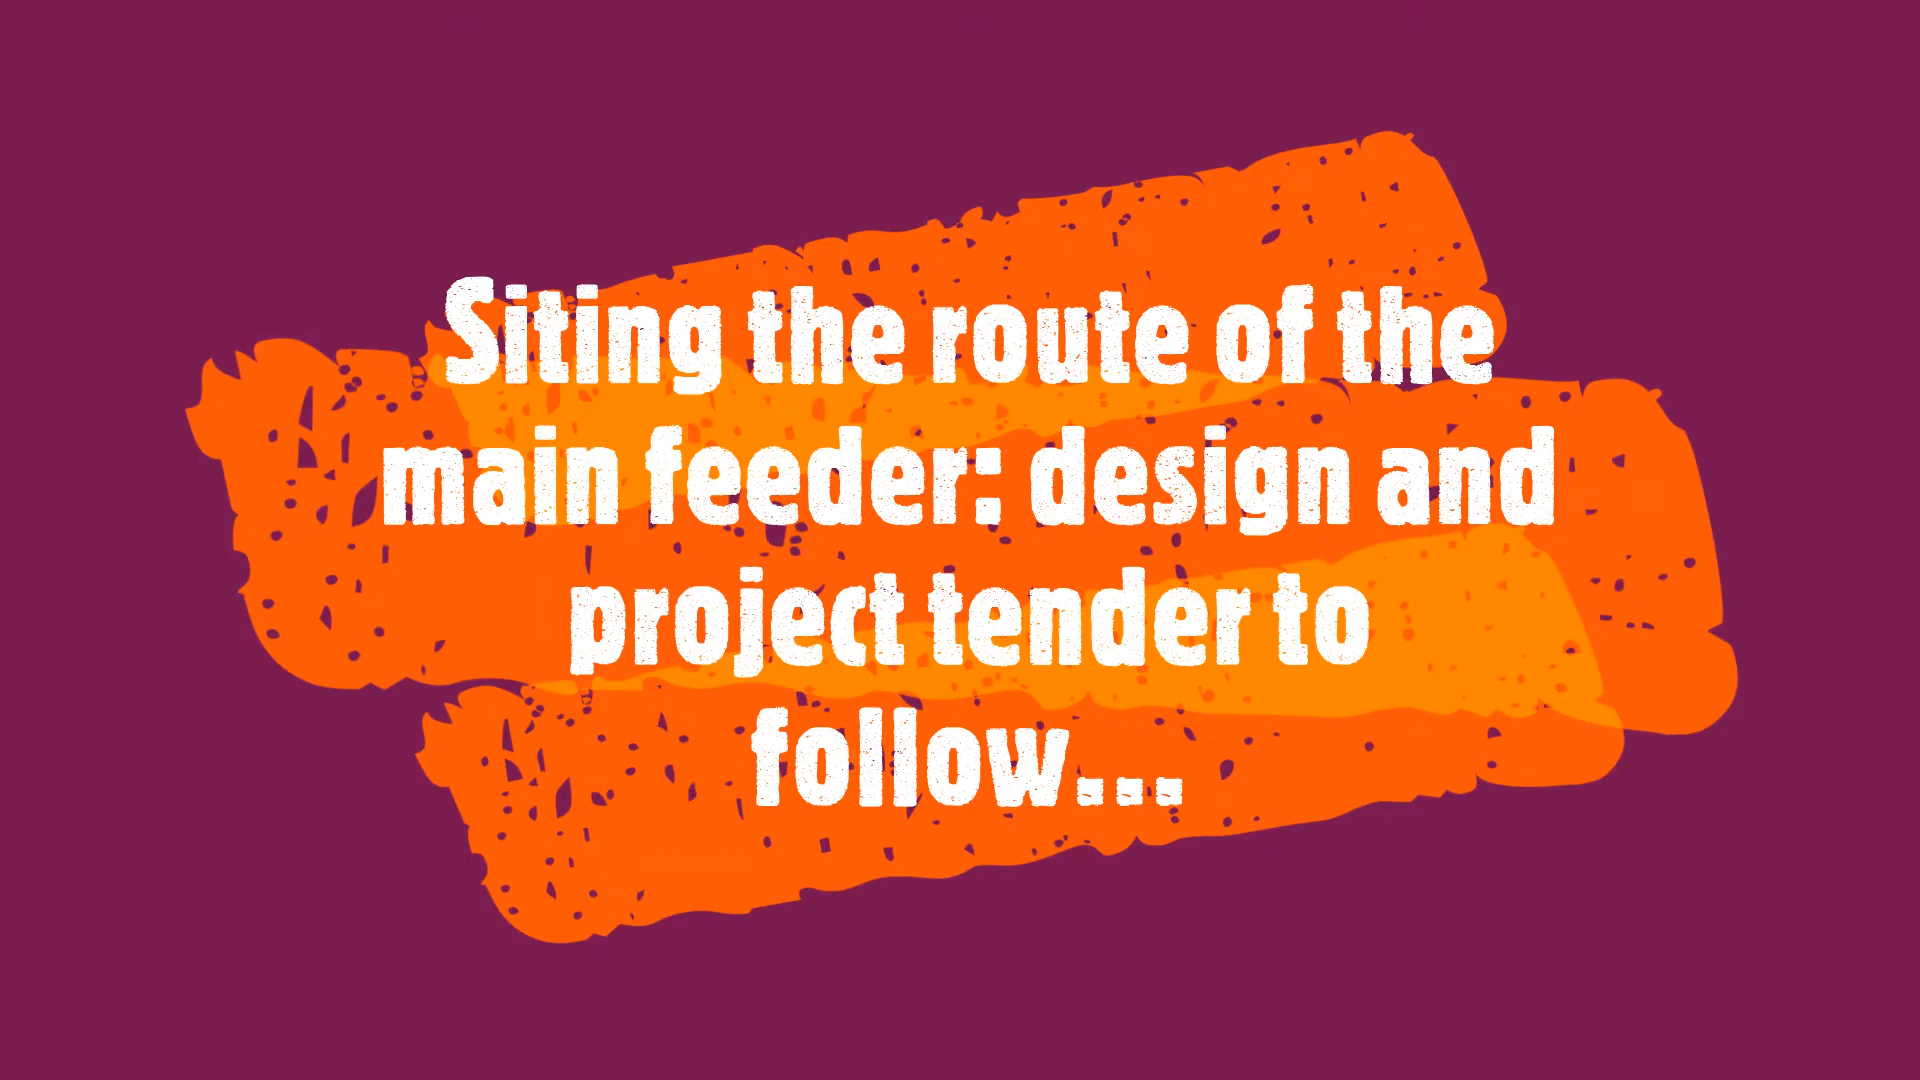 Siting the route of the
main feeder: design and
project tender to
follow...